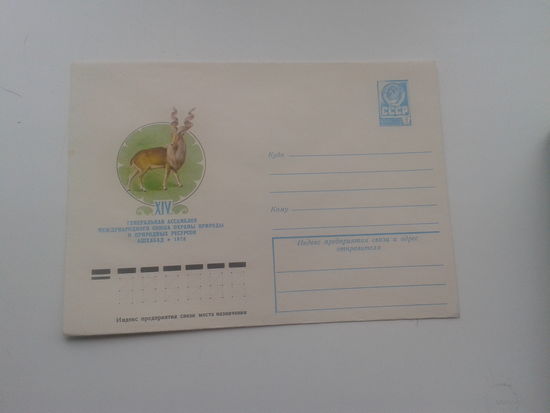 СССР
Куда
Кому
XIV
ГЕНЕРАЛЬНАЯ АССАМБЛЕЯ
МЕЖДУНАРОДНОГО СОЮЗА ОХРАНЫ ПРИРОДЫ
И ПРИРОДНЫХ РЕСУРСОВ
АШХАБАД • 1978
Индекс предприятия связи и адрес
отправителя
Индекс предприятия связи места назначения